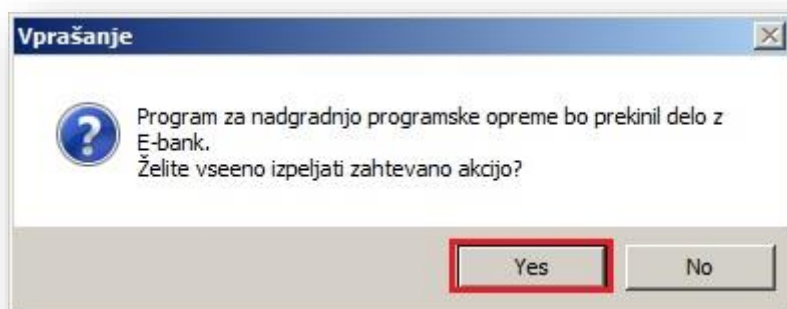 Vprašanje
Program za nadgradnjo programske opreme bo prekinil delo z
E-bank.
Želite vseeno izpeljati zahtevano akcijo?
Yes
No